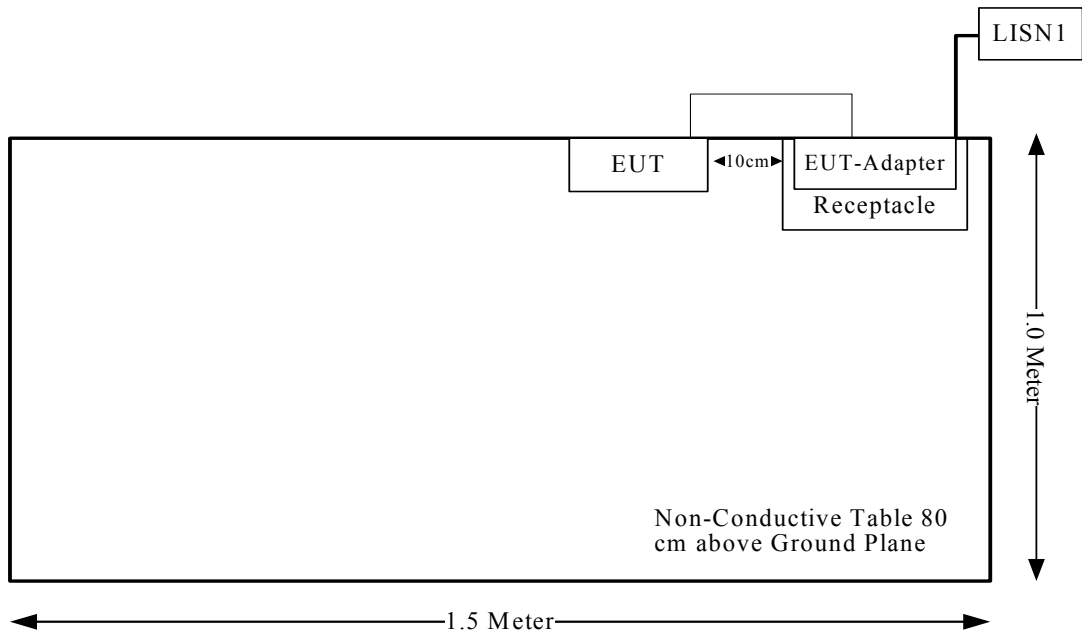 LISN1
EUT
10cm
EUT-Adapter
Receptacle
1.0 Meter
Non-Conductive Table 80
cm above Ground Plane
1.5 Meter